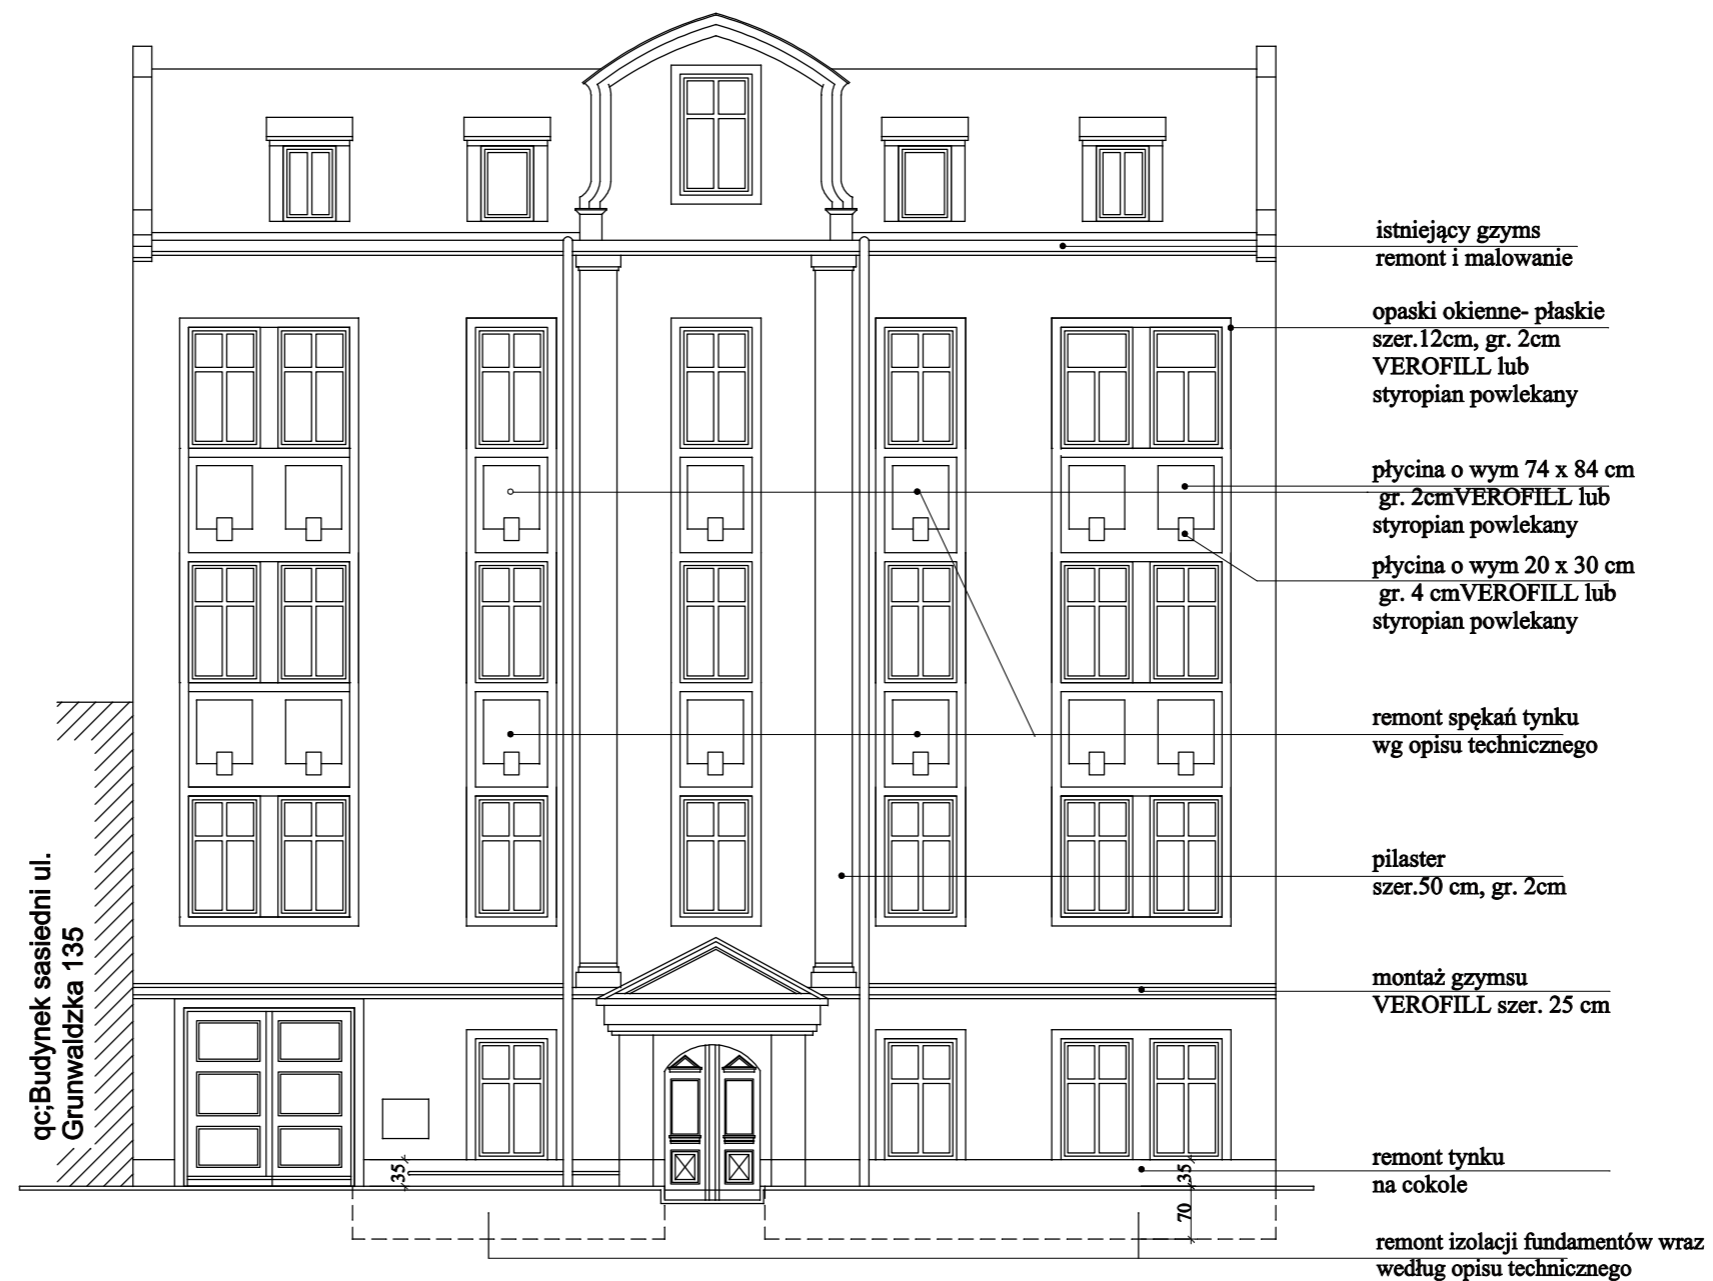 istniejący gzyms
remont i malowanie
opaski okienne- płaskie
szer.12cm, gr. 2cm
VEROFILL lub
styropian powlekany
płycina o wym 74 x 84 cm
gr. 2cmVEROFILL lub
styropian powlekany
płycina o wym 20 x 30 cm
gr. 4 cmVEROFILL lub
styropian powlekany
remont spękań tynku
wg opisu technicznego
pilaster
szer.50 cm, gr. 2cm
montaż gzymsu
VEROFILL szer. 25 cm
remont tynku
na cokole
remont izolacji fundamentów wraz
według opisu technicznego
qc;Budynek sasiedni ul.
Grunwaldzka 135
35
35
70